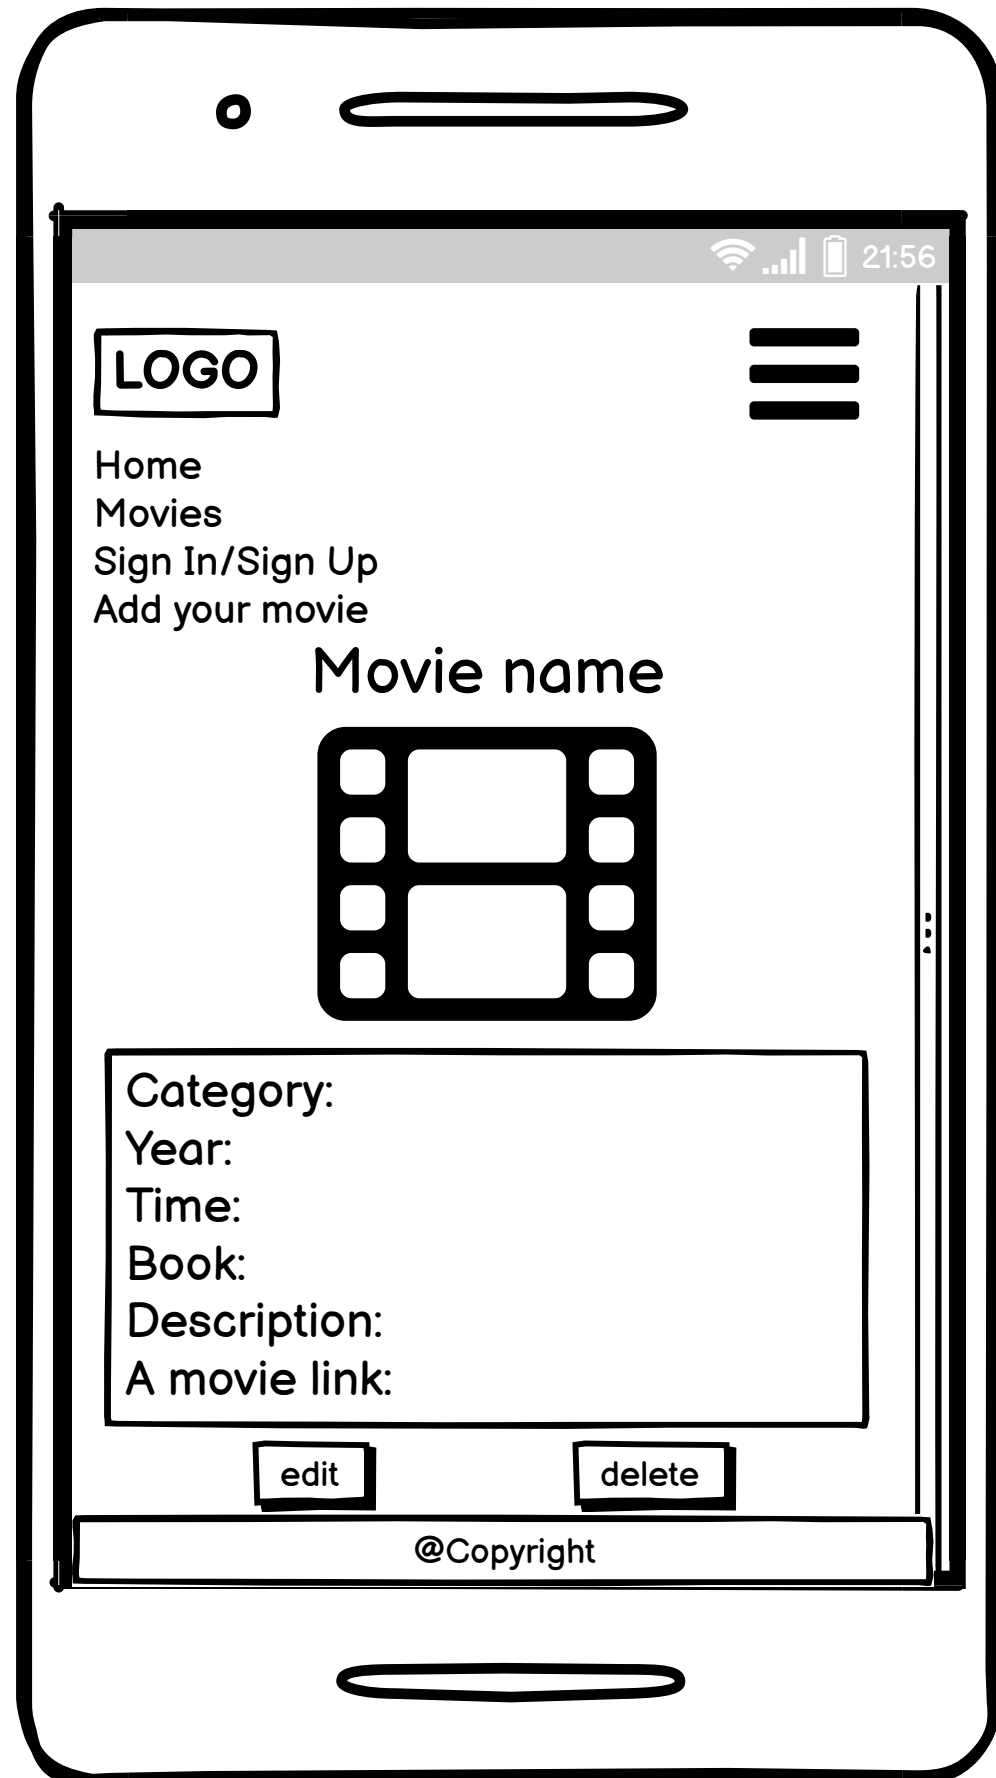 21:56
LOGO
Home
Movies
Sign In/Sign Up
Add your movie
Movie name
Category:
Year:
Time:
Book:
Description:
A movie link:
edit delete
@Copyright